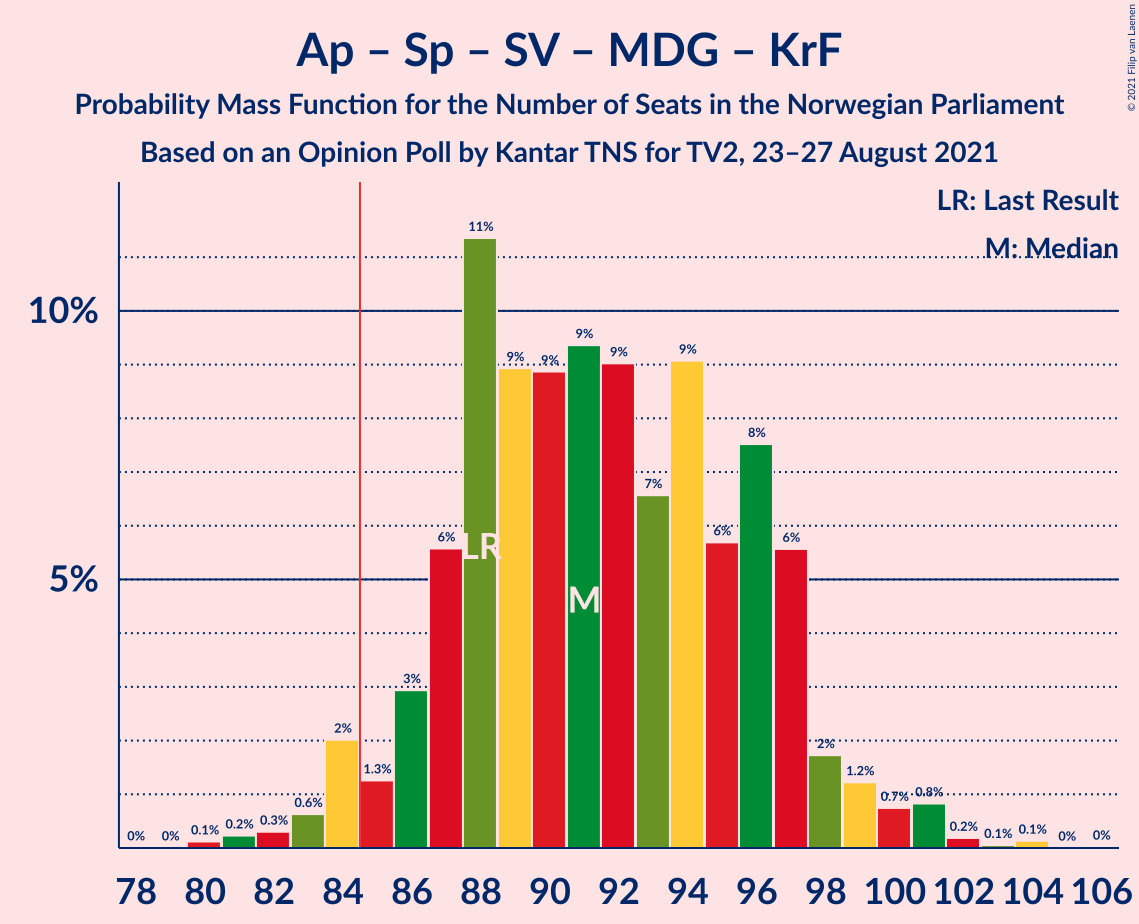 Ap – Sp – SV – MDG – KrF
Probability Mass Function for the Number of Seats in the Norwegian Parliament
Based on an Opinion Poll by Kantar TNS for TV2, 23–27 August 2021
© 2021 Filip van Laenen
LR: Last Result
M: Median
10%
5%
0% 0% 0.1% 0.2% 0.3% 0.6% 2% 1.3% 3% 6% 11% 9% 9% 9% 9% 7% 9% 6% 8% 6% 2% 1.2% 0.7% 0.8% 0.2% 0.1% 0.1% 0% 0%
LR
M
78 80 82 84 86 88 90 92 94 96 98 100 102 104 106